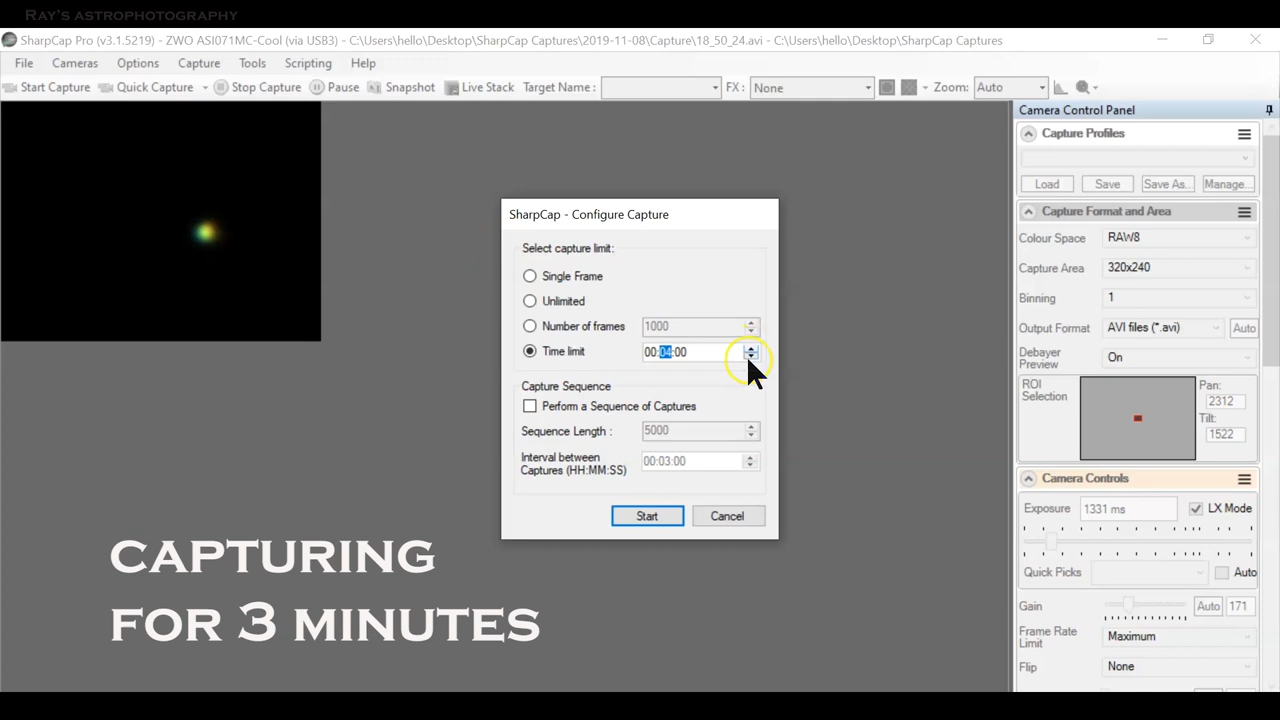 Ray's astrophotography
SharpCap Pro (v3.1.5219) - ZWO ASI071MC-Cool (via USB3) - C:\Users\hello\Desktop\SharpCap Captures\2019-11-08\Capture\18_50_24.avi - C:\Users\hello\Desktop\SharpCap Captures
File Cameras Options Capture Tools Scripting Help
Start Capture Quick Capture Stop Capture Pause Snapshot Live Stack Target Name : FX : None Zoom: Auto
Camera Control Panel
Capture Profiles
Load Save Save As.. Manage...
Capture Format and Area
Colour Space RAW8
Capture Area 320x240
Binning 1
Output Format AVI files (*.avi) Auto
Debayer
Preview On
ROI
Selection
Pan:
2312
Tilt:
1522
Camera Controls
Exposure 1331 ms LX Mode
Quick Picks Auto
Gain Auto 171
Frame Rate
Limit Maximum
Flip None
SharpCap - Configure Capture
Select capture limit:
Single Frame
Unlimited
Number of frames 1000
Time limit 00:04:00
Capture Sequence
Perform a Sequence of Captures
Sequence Length : 5000
Interval between
Captures (HH:MM:SS) 00:03:00
Start Cancel
CAPTURING
FOR 3 MINUTES